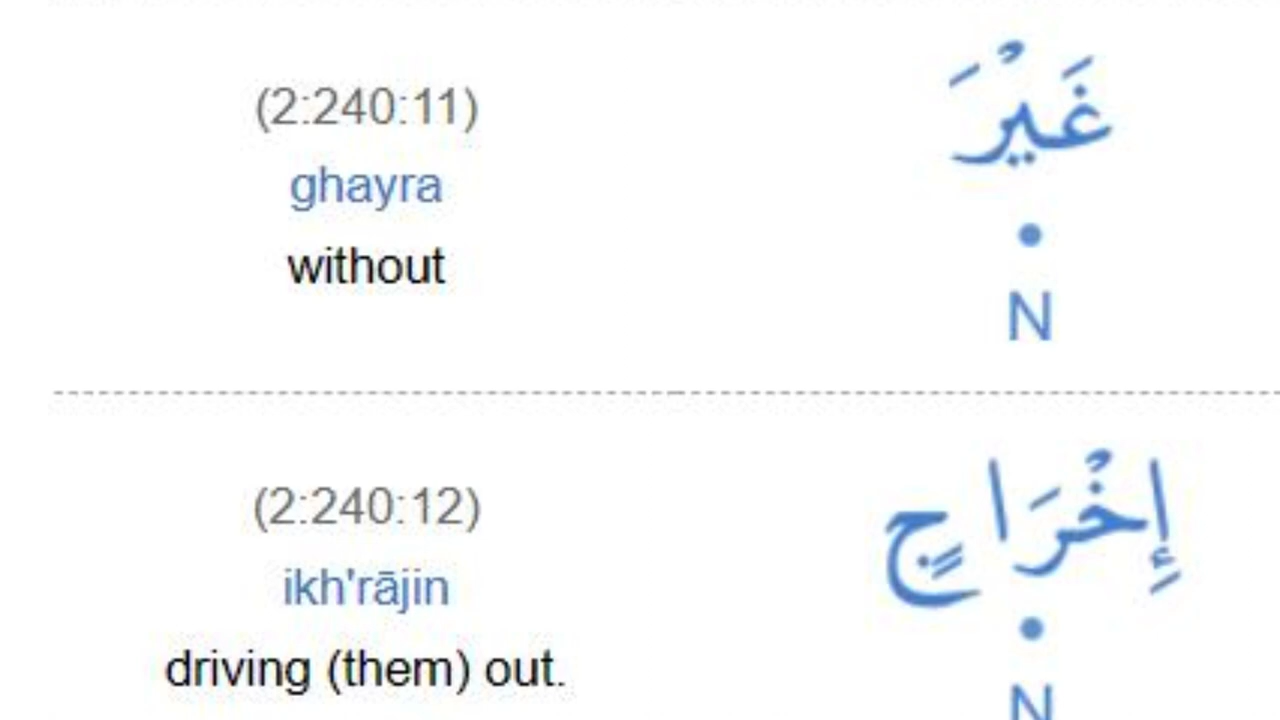 (2:240:11)
ghayra
without
غَيْرَ
N
(2:240:12)
ikh'rājin
driving (them) out.
إِخْرَاجٍ
N